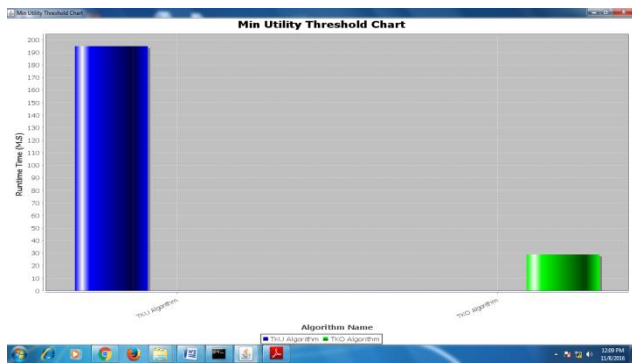 Min Utility Threshold Chart
Min Utility Threshold Chart
200
190
180
170
160
150
140
130
120
110
100
90
80
70
60
50
40
30
20
10
0
Runtime Time (M.S)
TKU Algorithm
TKO Algorithm
Algorithm Name
TKU Algorithm TKO Algorithm
12:09 PM
11/8/2016